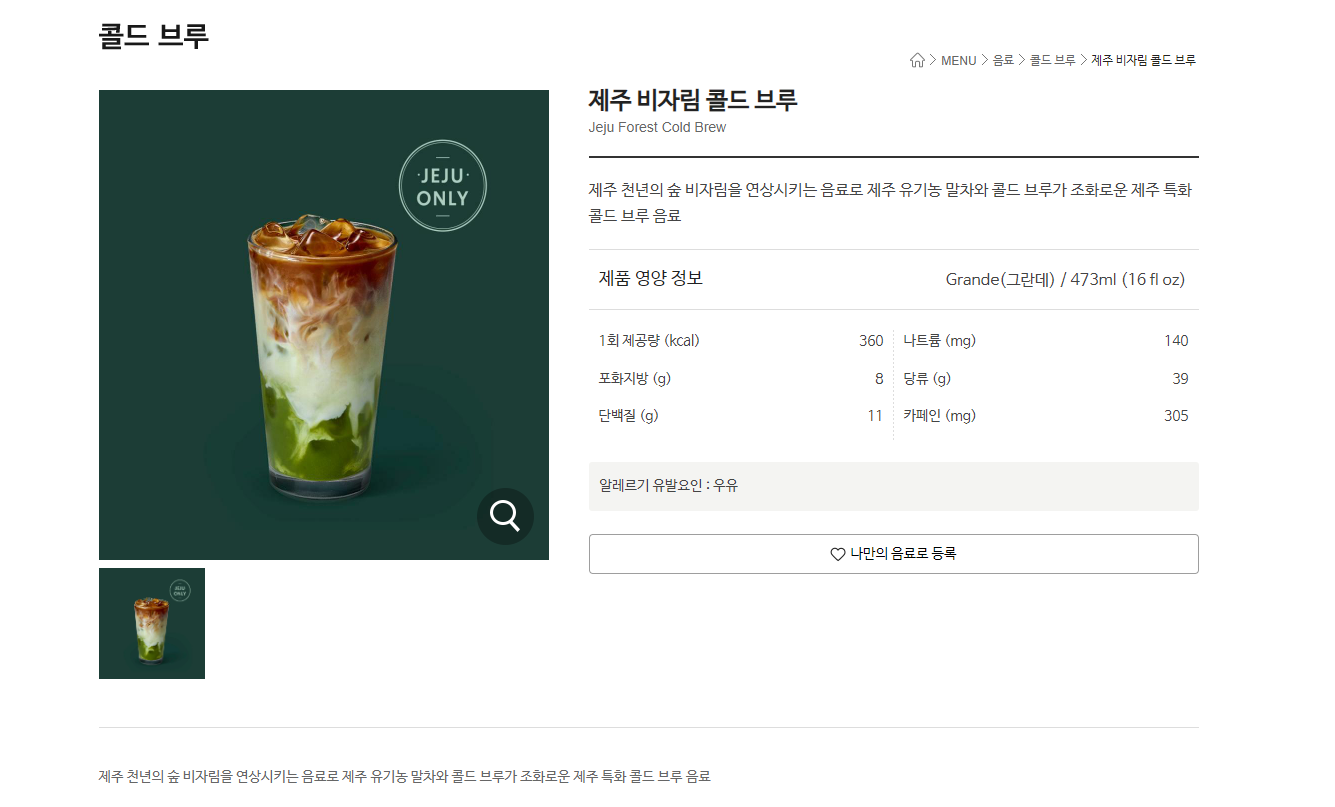 콜드 브루
MENU 음료 콜드 브루 제주 비자림 콜드 브루
JEJU
ONLY
제주 비자림 콜드 브루
Jeju Forest Cold Brew
제주 천년의 숲 비자림을 연상시키는 음료로 제주 유기농 말차와 콜드 브루가 조화로운 제주 특화
콜드 브루 음료
제품 영양 정보 Grande(그란데) / 473ml (16 fl oz)
1회 제공량 (kcal) 360 나트륨 (mg) 140
포화지방 (g) 8 당류 (g) 39
단백질 (g) 11 카페인 (mg) 305
알레르기 유발요인 : 우유
나만의 음료로 등록
JEJU
ONLY
제주 천년의 숲 비자림을 연상시키는 음료로 제주 유기농 말차와 콜드 브루가 조화로운 제주 특화 콜드 브루 음료